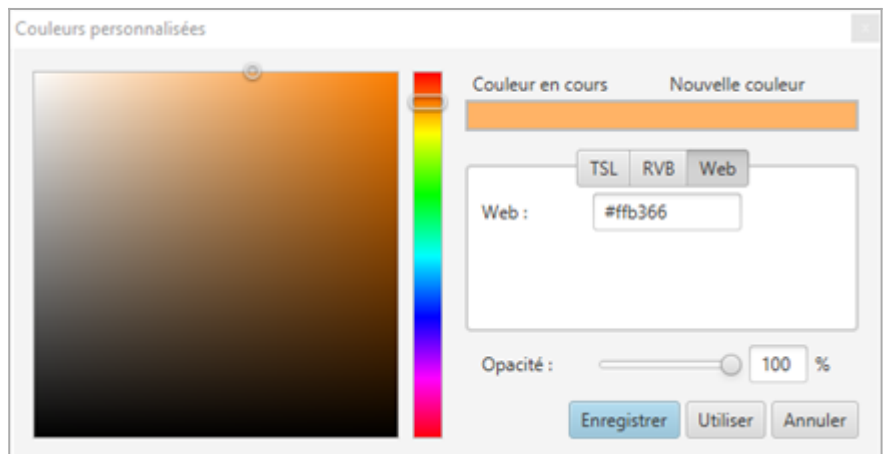 Couleurs personnalisées
Couleur en cours Nouvelle couleur
TSL RVB Web
Web : #ffb366
Opacité : 100 %
Enregistrer Utiliser Annuler